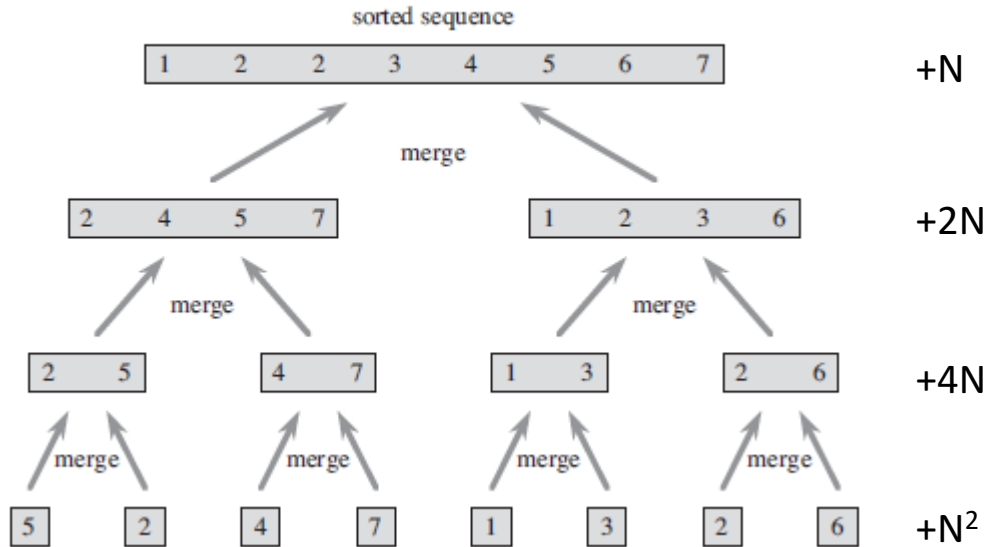 sorted sequence
1 2 2 3 4 5 6 7 +N
merge
2 4 5 7 1 2 3 6 +2N
merge merge
2 5 4 7 1 3 2 6 +4N
merge merge merge merge
5 2 4 7 1 3 2 6 +N²